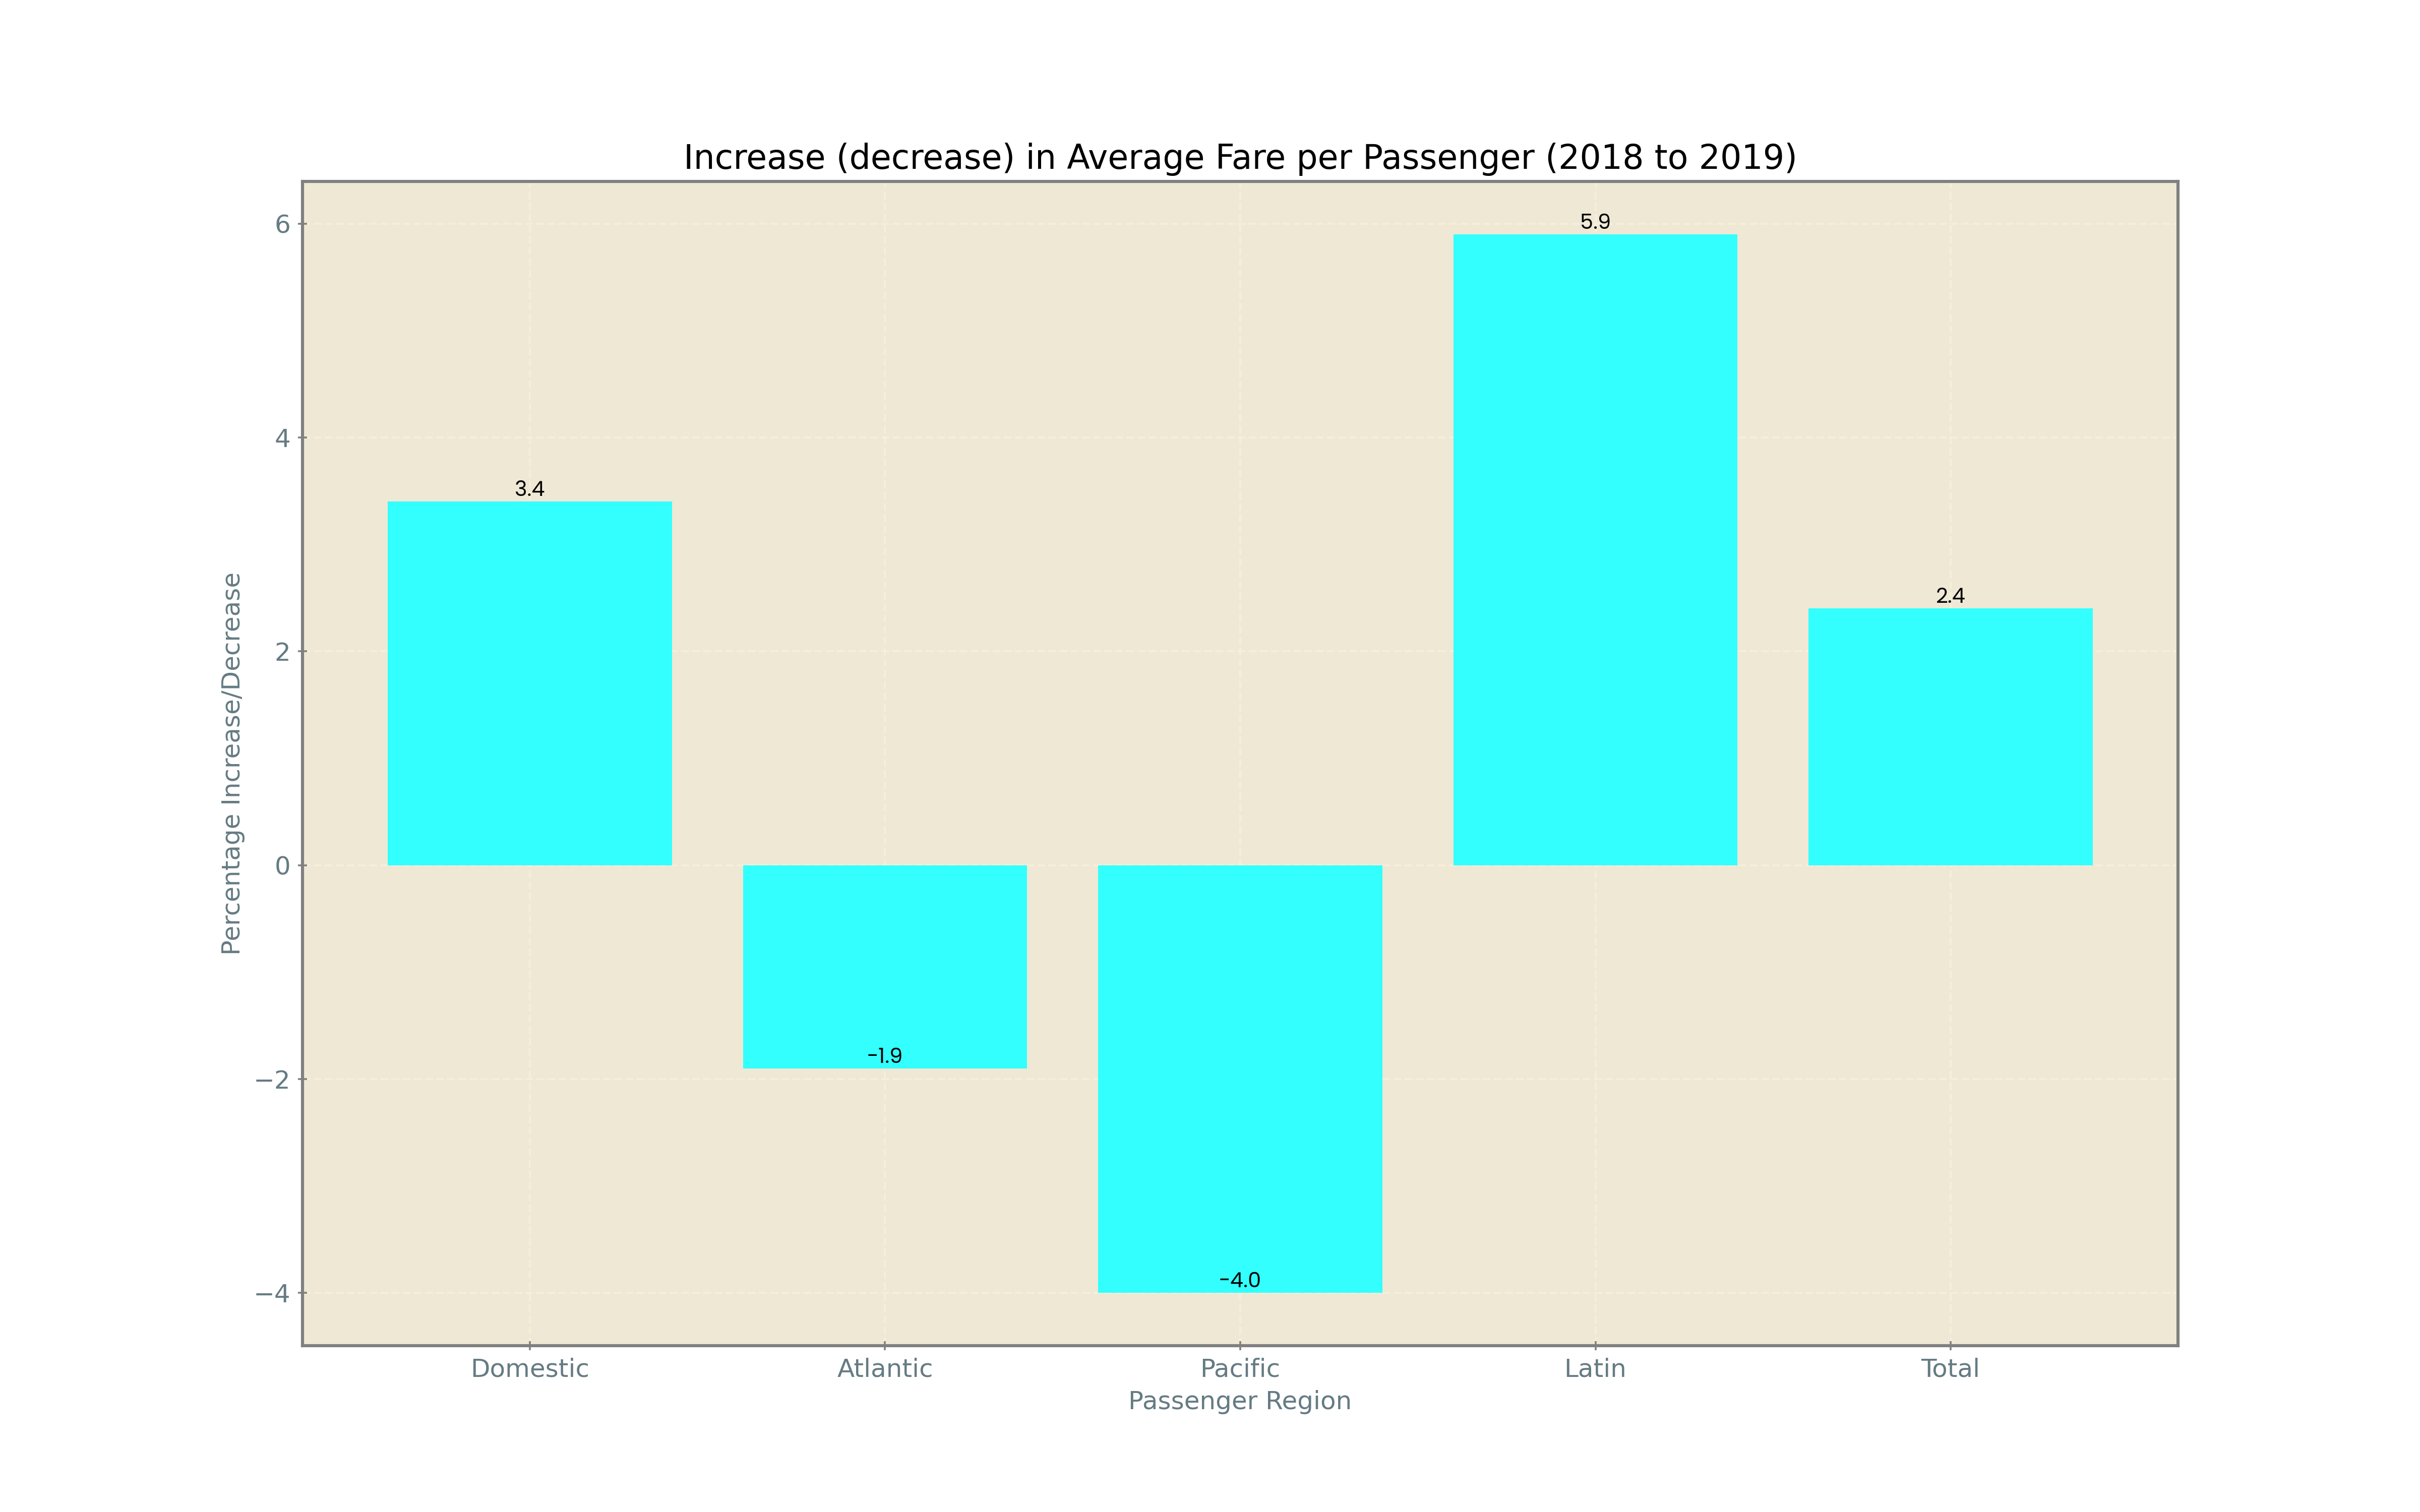 Increase (decrease) in Average Fare per Passenger (2018 to 2019)
Percentage Increase/Decrease
6
4
2
0
−2
−4
3.4
-1.9
-4.0
5.9
2.4
Domestic Atlantic Pacific Latin Total
Passenger Region